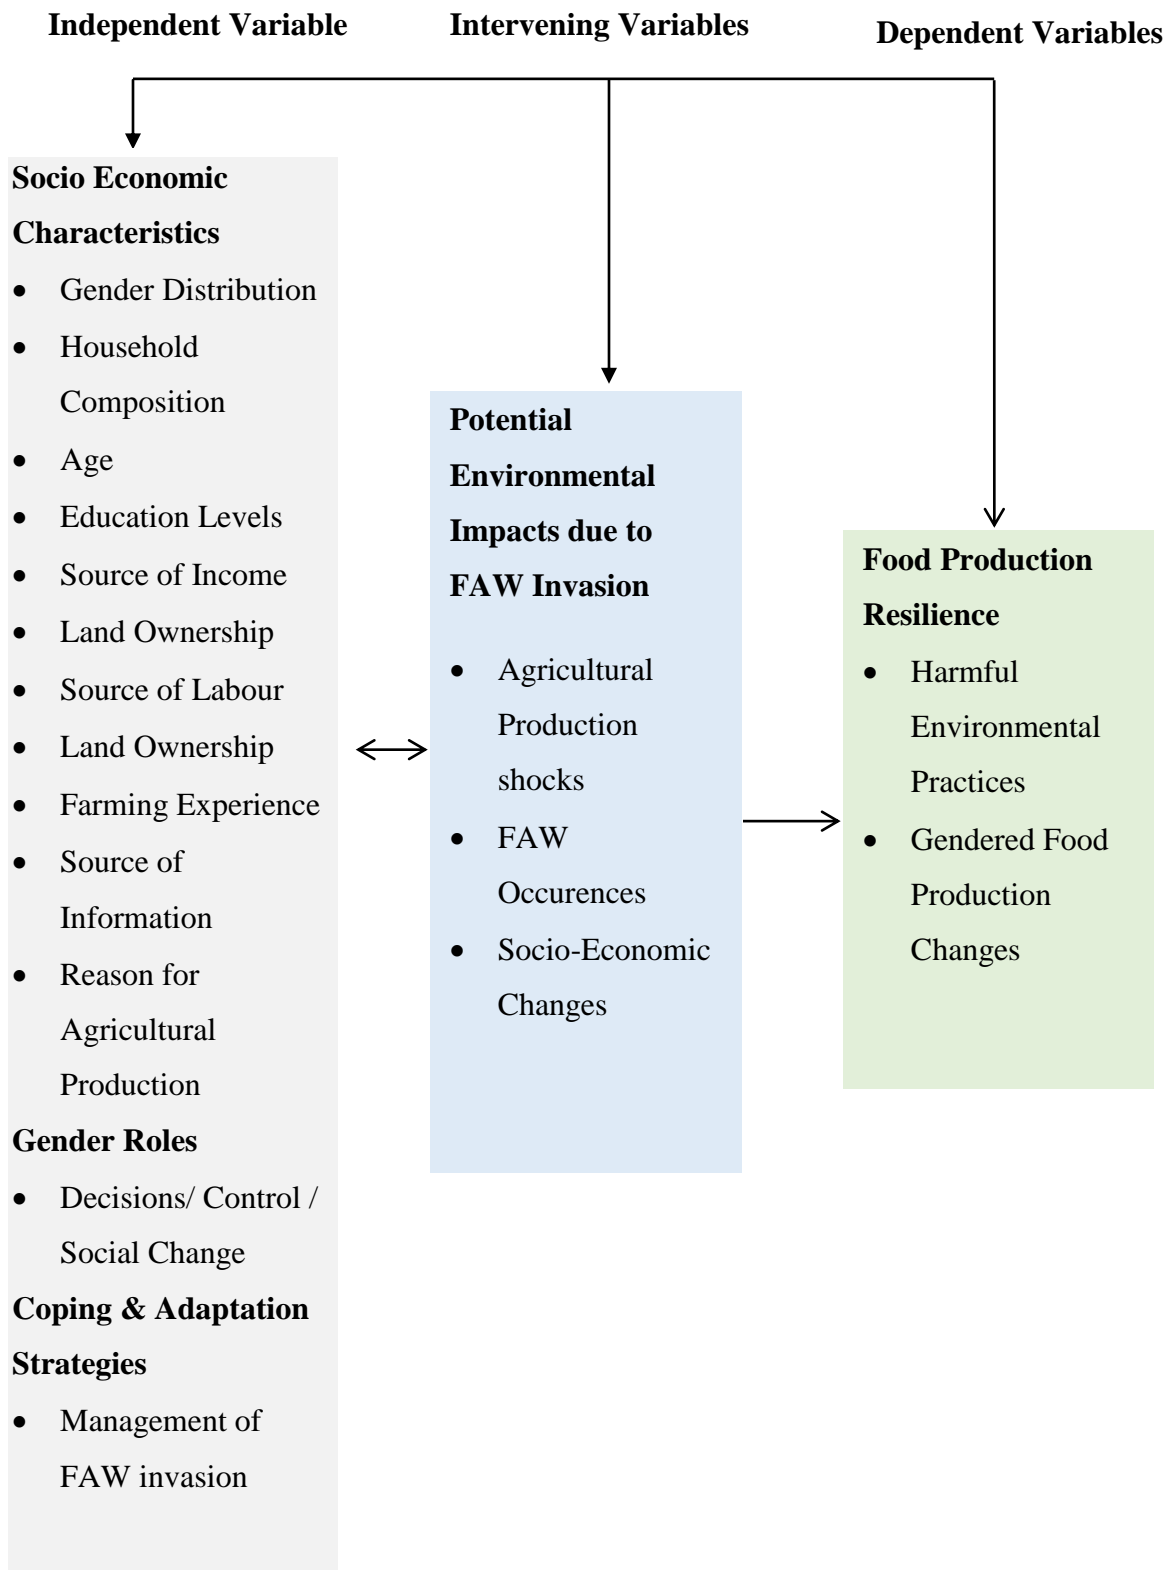 Independent Variable
Intervening Variables
Dependent Variables
Socio Economic
Characteristics
• Gender Distribution
• Household
Composition
• Age
• Education Levels
• Source of Income
• Land Ownership
• Source of Labour
• Land Ownership
• Farming Experience
• Source of
Information
• Reason for
Agricultural
Production
Gender Roles
• Decisions/ Control /
Social Change
Coping & Adaptation
Strategies
• Management of
FAW invasion
Potential
Environmental
Impacts due to
FAW Invasion
• Agricultural
Production
shocks
• FAW
Occurences
• Socio-Economic
Changes
Food Production
Resilience
• Harmful
Environmental
Practices
• Gendered Food
Production
Changes